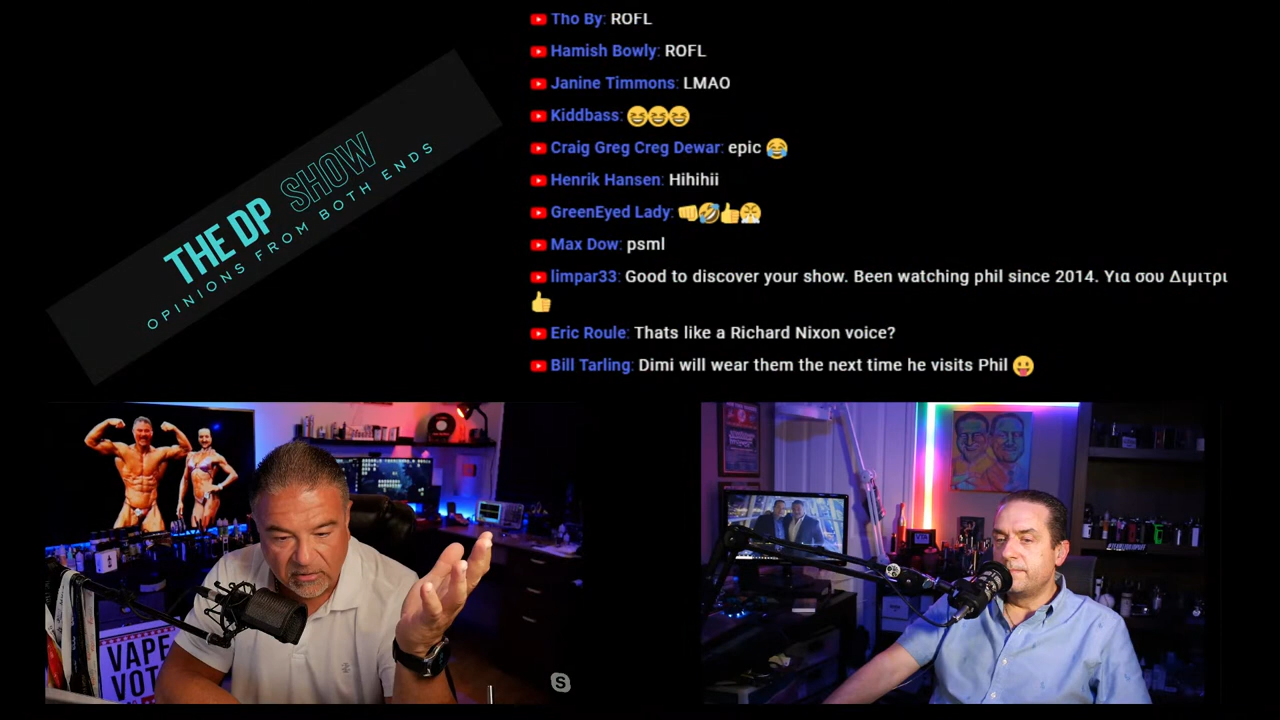 THE DP SHOW
OPINIONS FROM BOTH ENDS
Tho By: ROFL
Hamish Bowly: ROFL
Janine Timmons: LMAO
Kiddbass: 😆😆😆
Craig Greg Creg Dewar: epic 😂
Henrik Hansen: Hihihii
GreenEyed Lady: 👊🤣👍😤
Max Dow: psml
limpar33: Good to discover your show. Been watching phil since 2014. Υια σου Διμιτρι
👍
Eric Roule: Thats like a Richard Nixon voice?
Bill Tarling: Dimi will wear them the next time he visits Phil 😛
VAPE
VOT
S